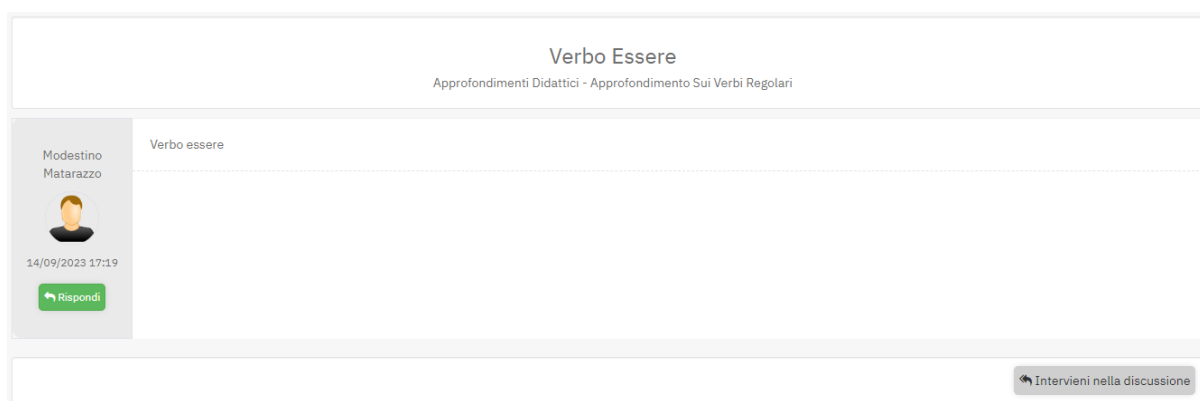 Verbo Essere
Approfondimenti Didattici - Approfondimento Sui Verbi Regolari
Modestino
Matarazzo
14/09/2023 17:19
Rispondi
Verbo essere
Intervieni nella discussione